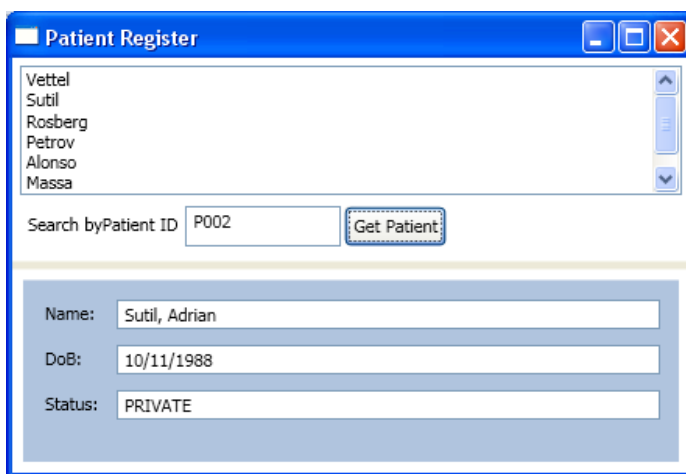 Patient Register
Vettel
Sutil
Rosberg
Petrov
Alonso
Massa
Search byPatient ID P002 Get Patient
Name: Sutil, Adrian
DoB: 10/11/1988
Status: PRIVATE